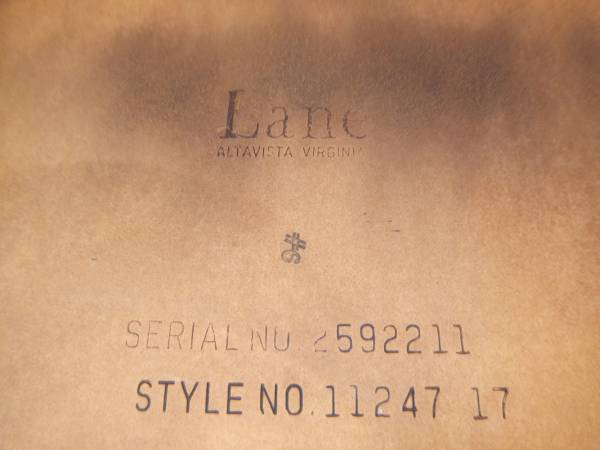 Lane
ALTAVISTA VIRGINIA
SERIAL NO. 2592211
STYLE NO. 11247 17